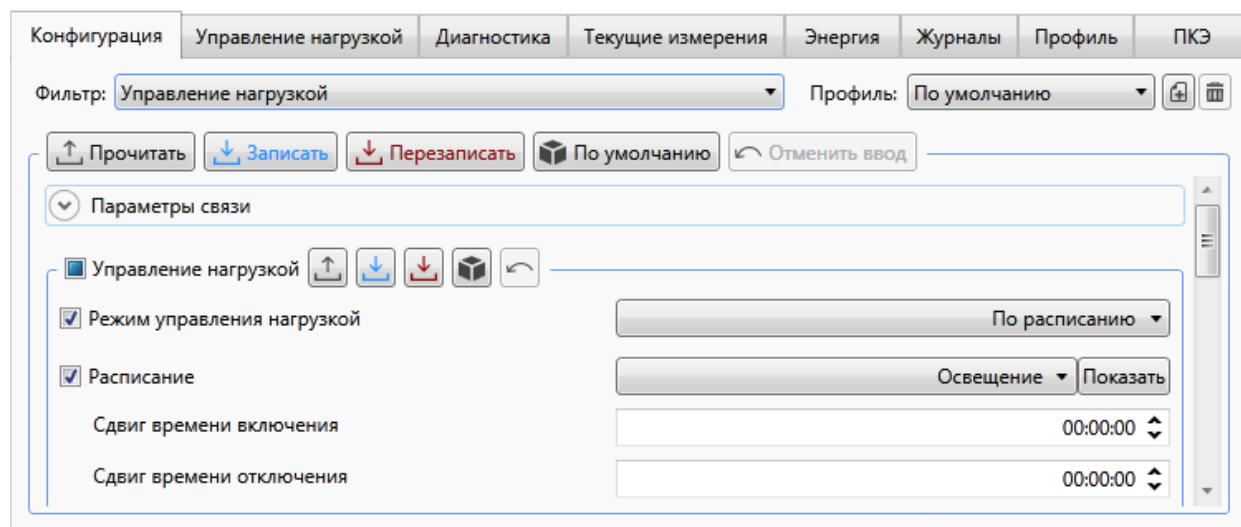 Конфигурация Управление нагрузкой Диагностика Текущие измерения Энергия Журналы Профиль ПКЭ
Фильтр: Управление нагрузкой Профиль: По умолчанию
Прочитать Записать Перезаписать По умолчанию Отменить ввод
Параметры связи
Управление нагрузкой
Режим управления нагрузкой По расписанию
Расписание Освещение Показать
Сдвиг времени включения 00:00:00
Сдвиг времени отключения 00:00:00